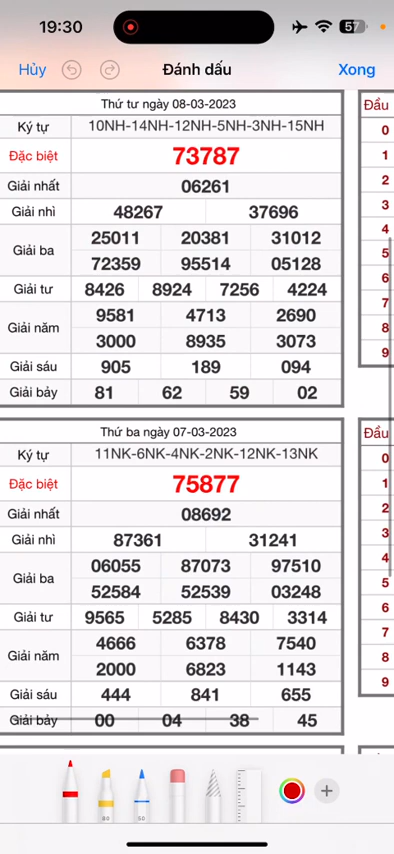 19:30
57
Hủy
Đánh dấu
Xong
Thứ tư ngày 08-03-2023
Đầu
Ký tự 10NH-14NH-12NH-5NH-3NH-15NH
0
Đặc biệt 73787
1
Giải nhất 06261
2
Giải nhì 48267 37696
3
Giải ba 25011 20381 31012
4
72359 95514 05128
5
Giải tư 8426 8924 7256 4224
6
Giải năm 9581 4713 2690
7
3000 8935 3073
8
Giải sáu 905 189 094
9
Giải bảy 81 62 59 02
Thứ ba ngày 07-03-2023
Đầu
Ký tự 11NK-6NK-4NK-2NK-12NK-13NK
0
Đặc biệt 75877
1
Giải nhất 08692
2
Giải nhì 87361 31241
3
Giải ba 06055 87073 97510
4
52584 52539 03248
5
Giải tư 9565 5285 8430 3314
6
Giải năm 4666 6378 7540
7
2000 6823 1143
8
Giải sáu 444 841 655
9
Giải bảy 00 04 38 45